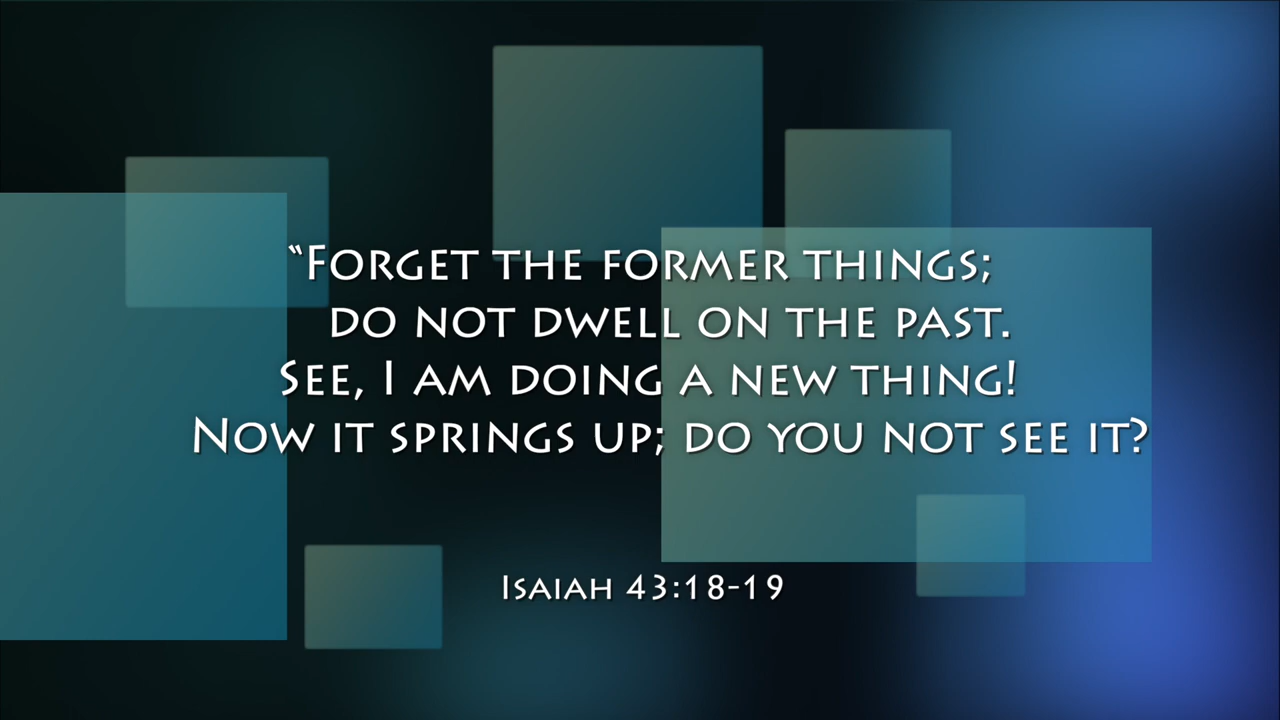 “Forget the former things;
do not dwell on the past.
See, I am doing a new thing!
Now it springs up; do you not see it?
Isaiah 43:18-19